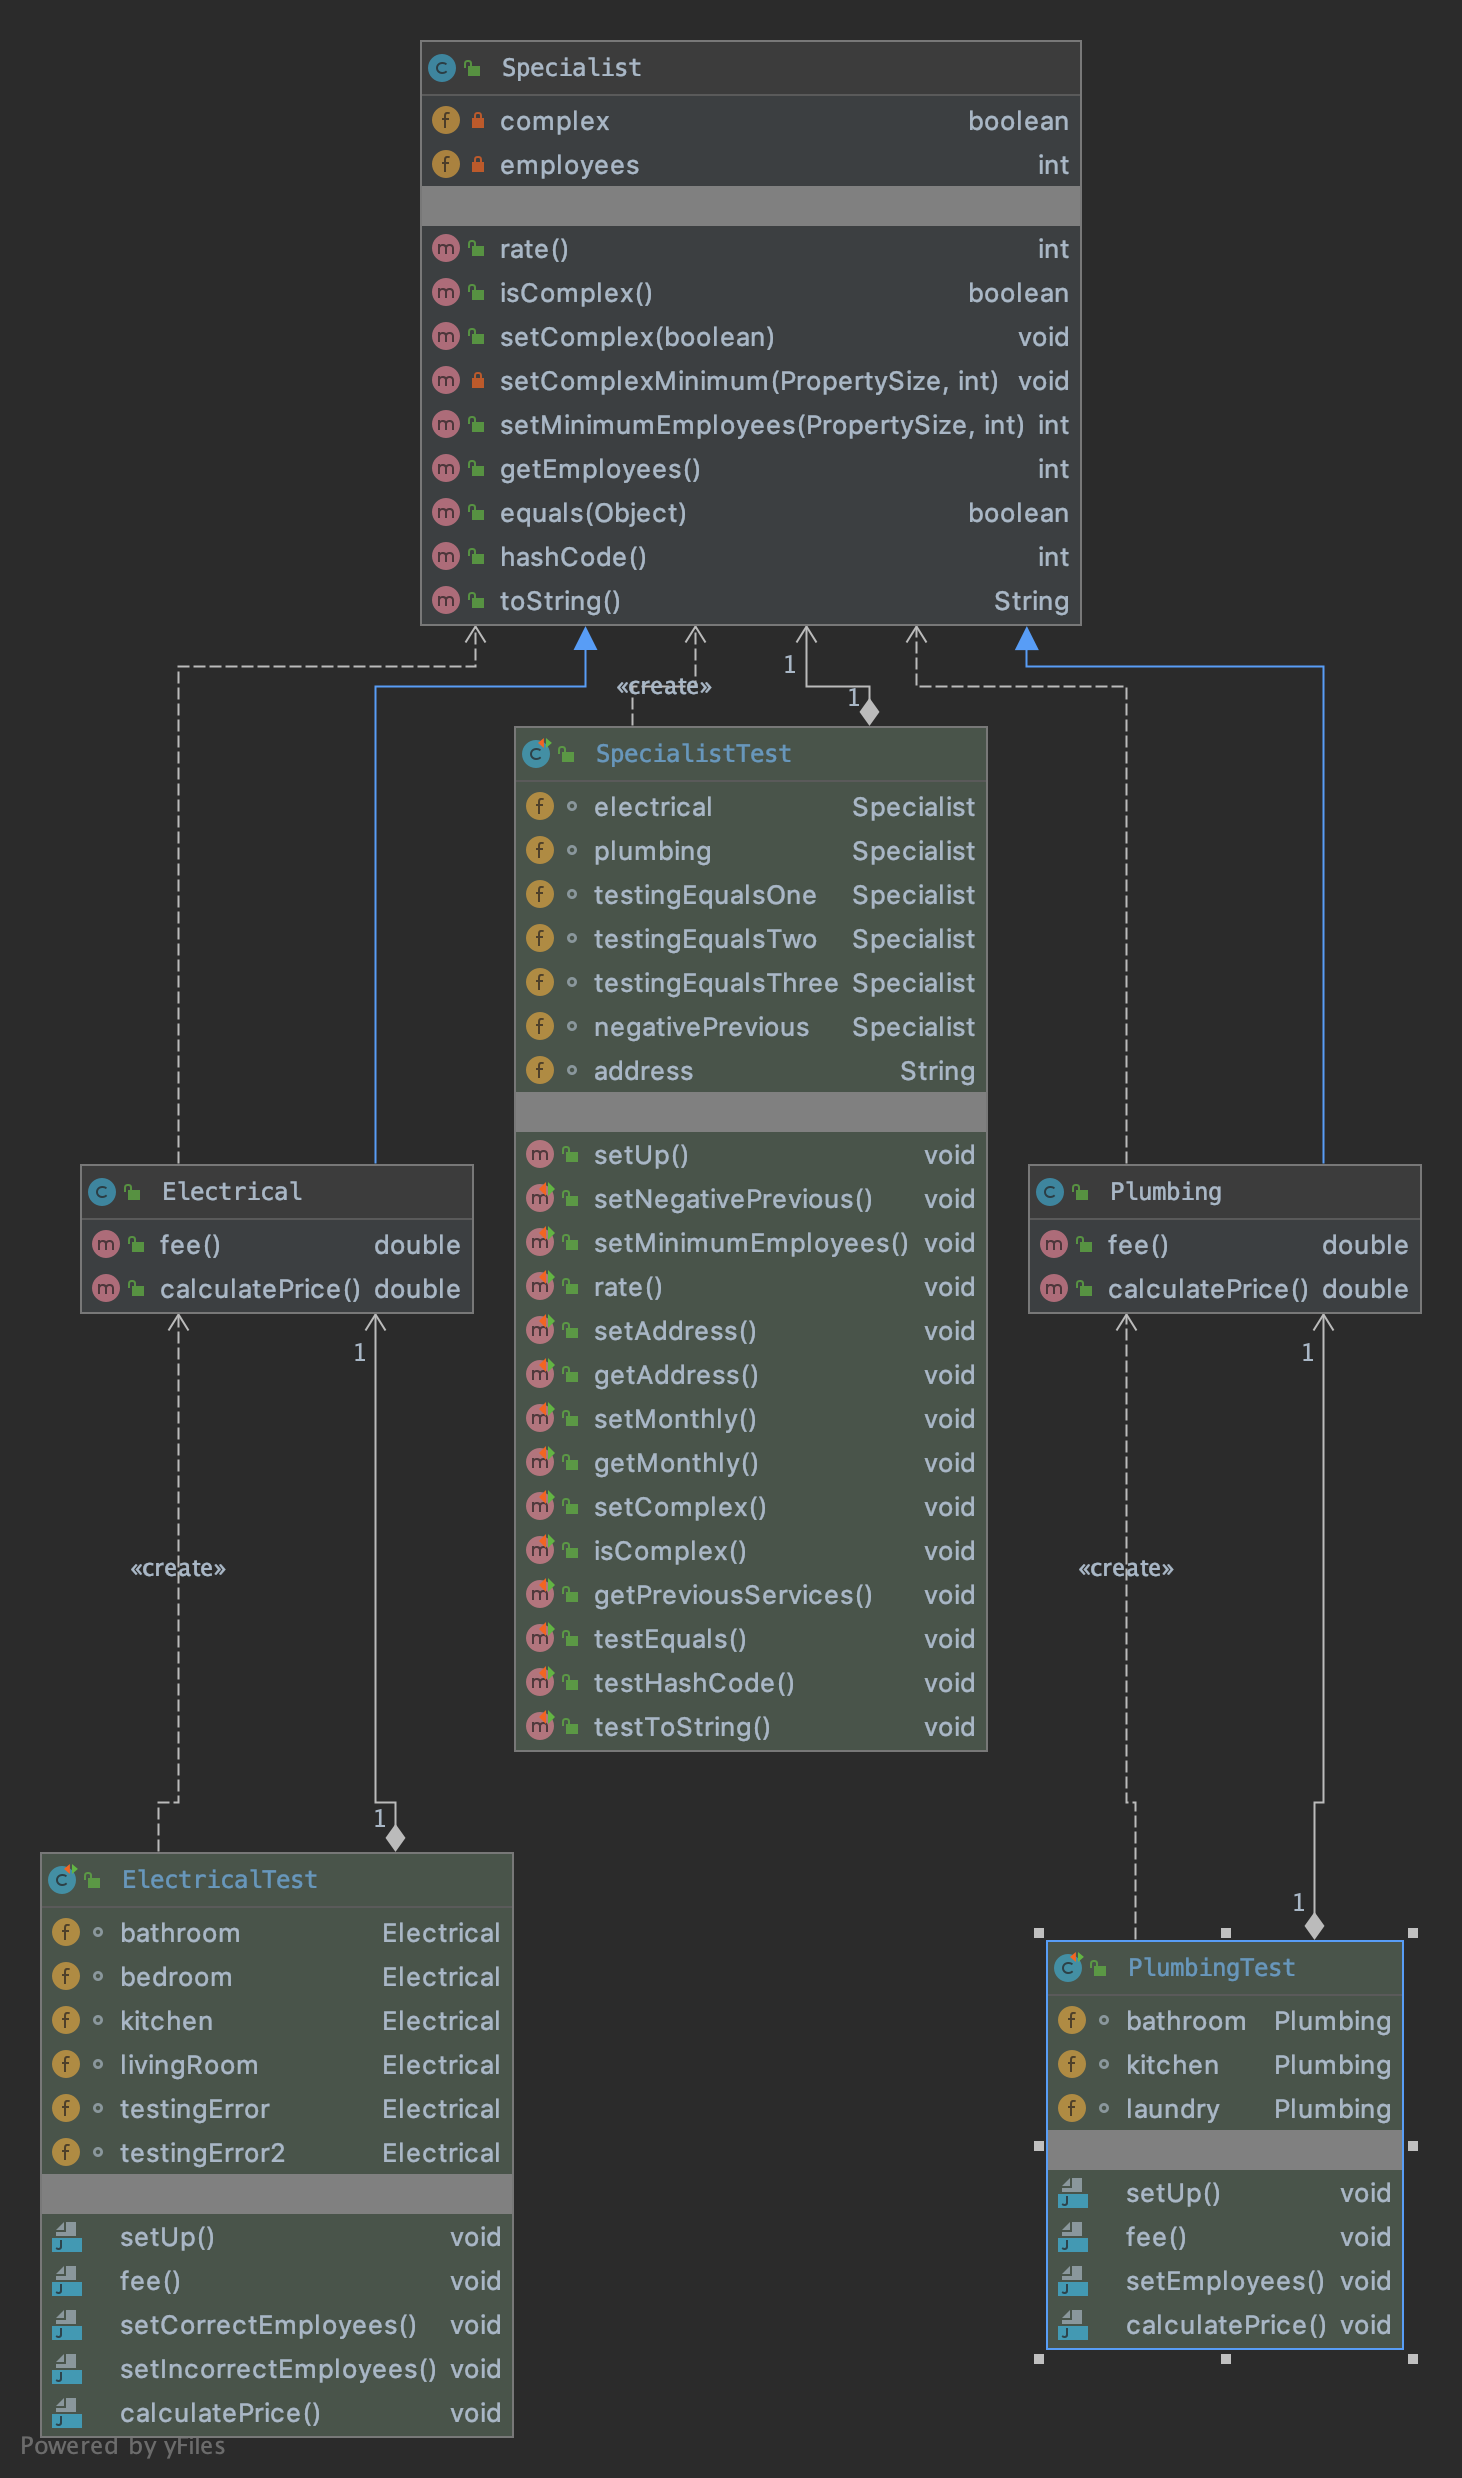 Specialist
complex boolean
employees int
rate() int
isComplex() boolean
setComplex(boolean) void
setComplexMinimum(PropertySize, int) void
setMinimumEmployees(PropertySize, int) int
getEmployees() int
equals(Object) boolean
hashCode() int
toString() String
1
«create»
1
SpecialistTest
electrical Specialist
plumbing Specialist
testingEqualsOne Specialist
testingEqualsTwo Specialist
testingEqualsThree Specialist
negativePrevious Specialist
address String
setUp() void
setNegativePrevious() void
setMinimumEmployees() void
rate() void
setAddress() void
getAddress() void
setMonthly() void
getMonthly() void
setComplex() void
isComplex() void
getPreviousServices() void
testEquals() void
testHashCode() void
testToString() void
Electrical
fee() double
calculatePrice() double
1
«create»
1
Plumbing
fee() double
calculatePrice() double
1
«create»
1
ElectricalTest
bathroom Electrical
bedroom Electrical
kitchen Electrical
livingRoom Electrical
testingError Electrical
testingError2 Electrical
setUp() void
fee() void
setCorrectEmployees() void
setIncorrectEmployees() void
calculatePrice() void
PlumbingTest
bathroom Plumbing
kitchen Plumbing
laundry Plumbing
setUp() void
fee() void
setEmployees() void
calculatePrice() void
Powered by yFiles